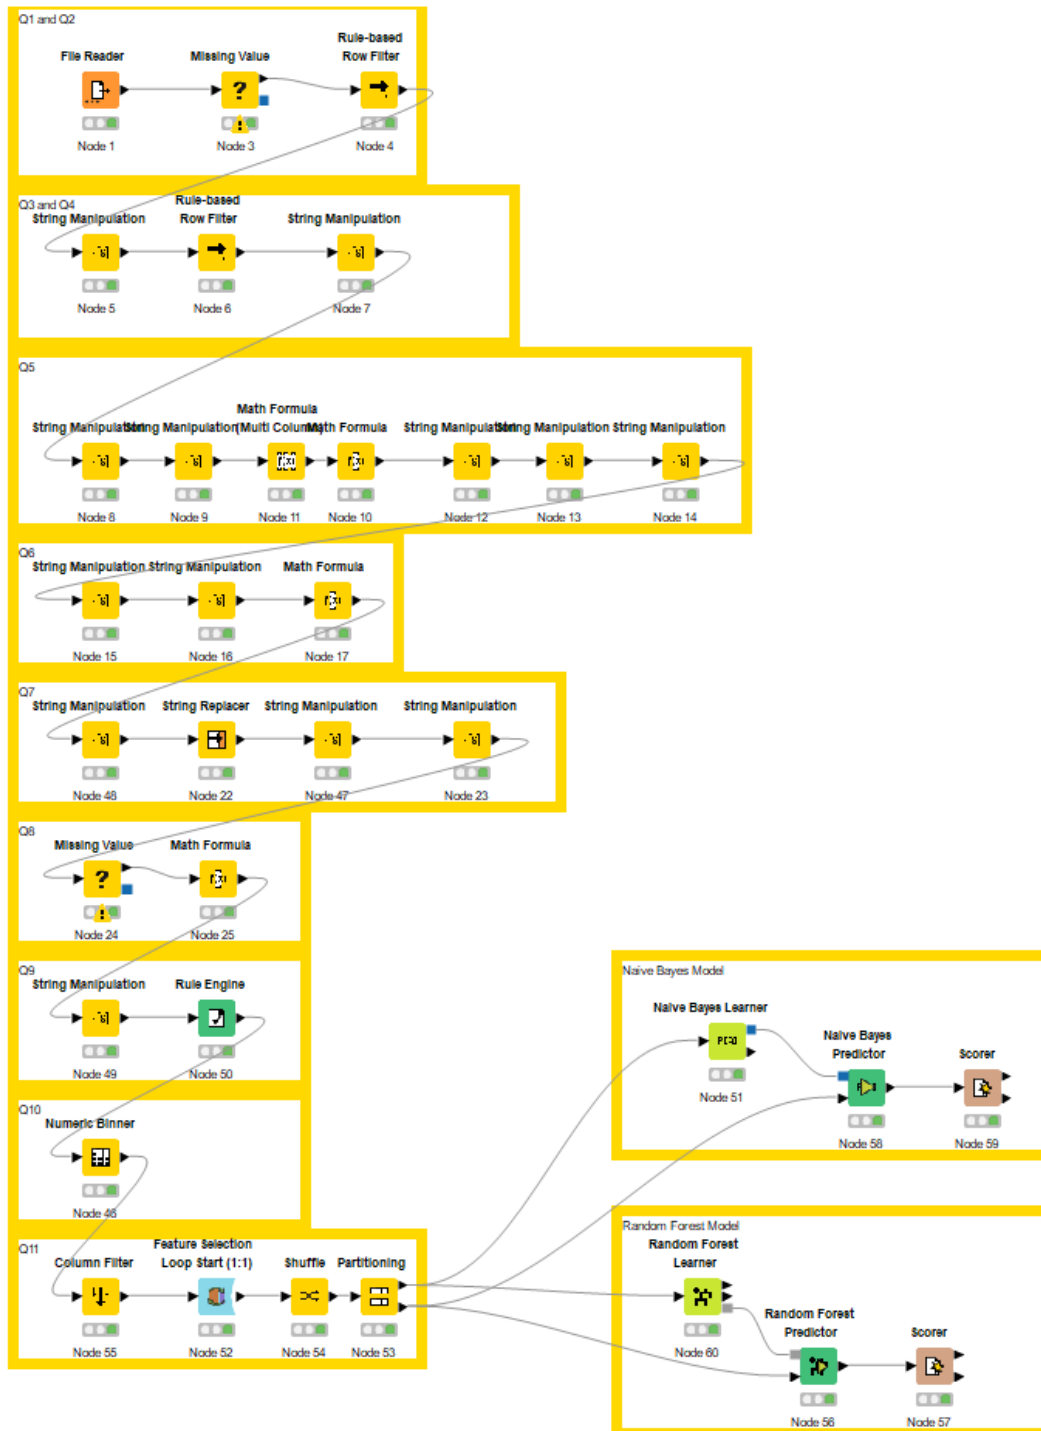 Q1 and Q2
File Reader
Missing Value
Rule-based
Row Filter
?
Node 1
Node 3
Node 4
Q3 and Q4
String Manipulation
Rule-based
Row Filter
String Manipulation
Node 5
Node 6
Node 7
Q5
String Manipulation
String Manipulation
Math Formula
(Multi Column)
Math Formula
String Manipulation
String Manipulation
String Manipulation
Node 8
Node 9
Node 11
Node 10
Node 12
Node 13
Node 14
Q6
String Manipulation
String Manipulation
Math Formula
Node 15
Node 16
Node 17
Q7
String Manipulation
String Replacer
String Manipulation
String Manipulation
Node 48
Node 22
Node 47
Node 23
Q8
Missing Value
Math Formula
?
Node 24
Node 25
Q9
String Manipulation
Rule Engine
Node 49
Node 50
Q10
Numeric Binner
Node 46
Q11
Column Filter
Feature Selection
Loop Start (1:1)
Shuffle
Partitioning
Node 55
Node 52
Node 54
Node 53
Naive Bayes Model
Naive Bayes Learner
Node 51
Naive Bayes
Predictor
Node 58
Scorer
Node 59
Random Forest Model
Random Forest
Learner
Node 60
Random Forest
Predictor
Node 56
Scorer
Node 57